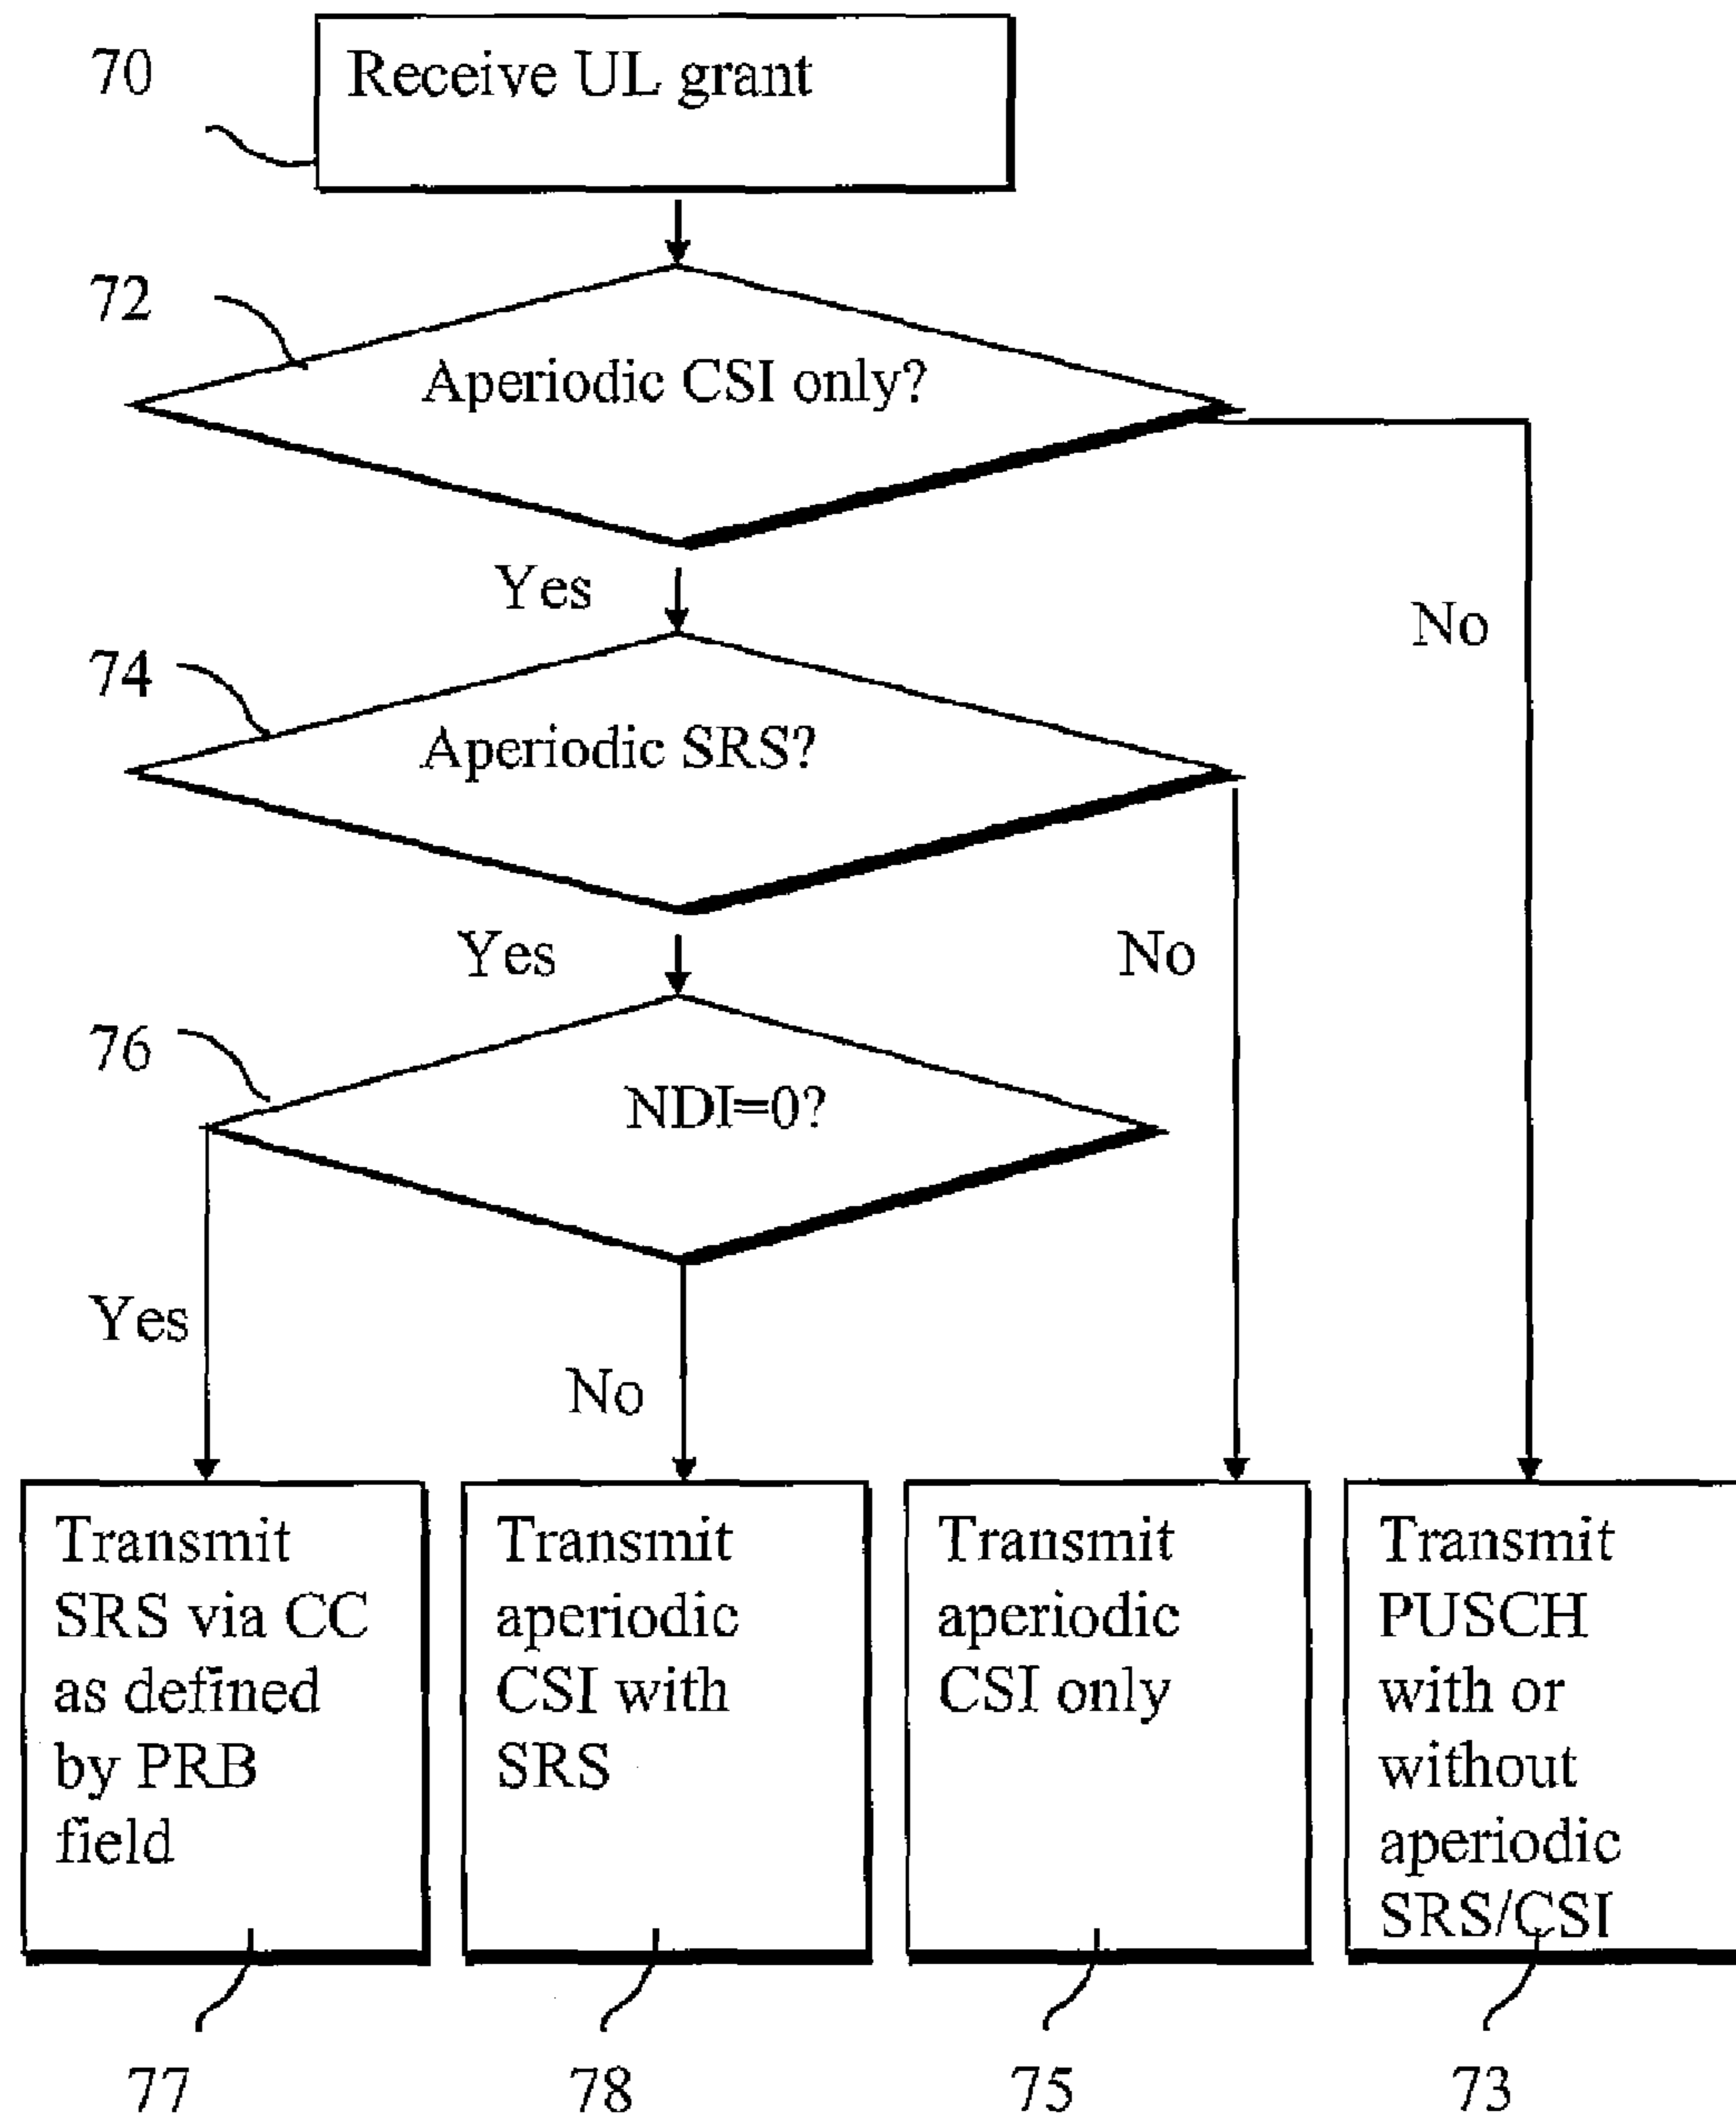 70
Receive UL grant
72
Aperiodic CSI only?
Yes
No
74
Aperiodic SRS?
Yes
No
76
NDI=0?
Yes
No
Transmit
SRS via CC
as defined
by PRB
field
Transmit
aperiodic
CSI with
SRS
Transmit
aperiodic
CSI only
Transmit
PUSCH
with or
without
aperiodic
SRS/CSI
77
78
75
73